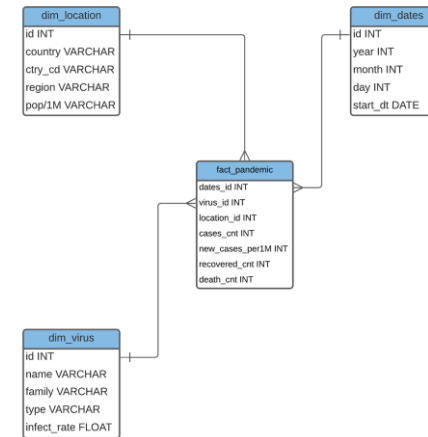 dim_location
id INT
country VARCHAR
ctry_cd VARCHAR
region VARCHAR
pop/1M VARCHAR
dim_dates
id INT
year INT
month INT
day INT
start_dt DATE
fact_pandemic
dates_id INT
virus_id INT
location_id INT
cases_cnt INT
new_cases_per1M INT
recovered_cnt INT
death_cnt INT
dim_virus
id INT
name VARCHAR
family VARCHAR
type VARCHAR
infect_rate FLOAT